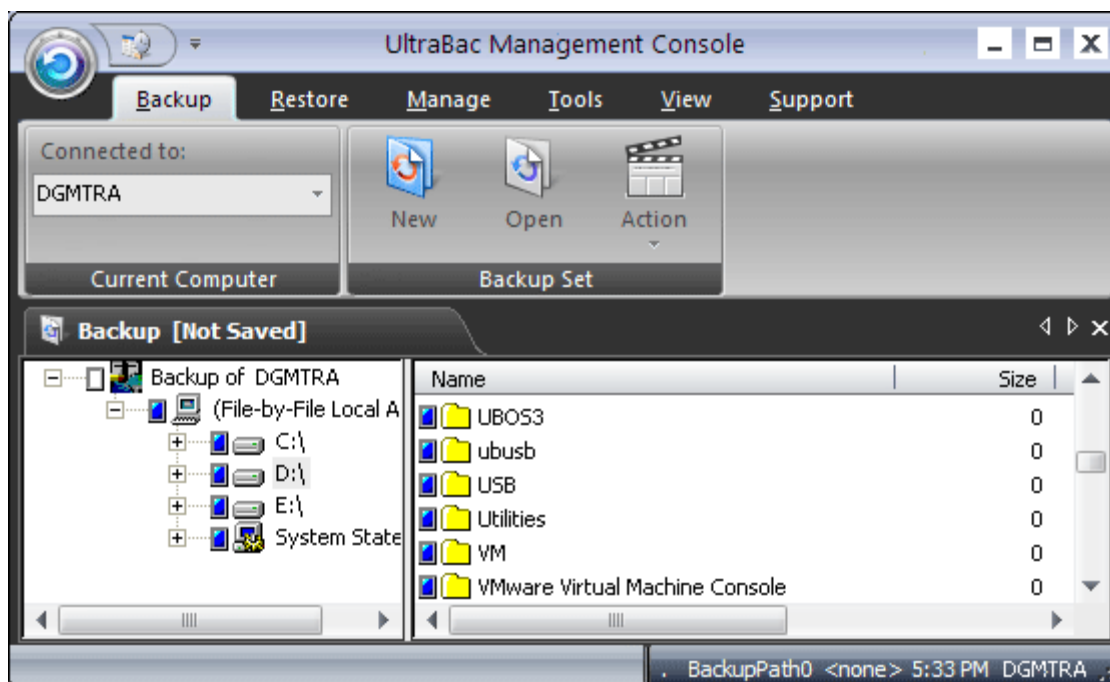 UltraBac Management Console
Backup Restore Manage Tools View Support
Connected to:
DGMTRA
New Open Action
Current Computer Backup Set
Backup [Not Saved]
Backup of DGMTRA
(File-by-File Local A
C:\
D:\
E:\
System State
Name Size
UBOS3 0
ubusb 0
USB 0
Utilities 0
VM 0
VMware Virtual Machine Console 0
. BackupPath0 <none> 5:33 PM DGMTRA